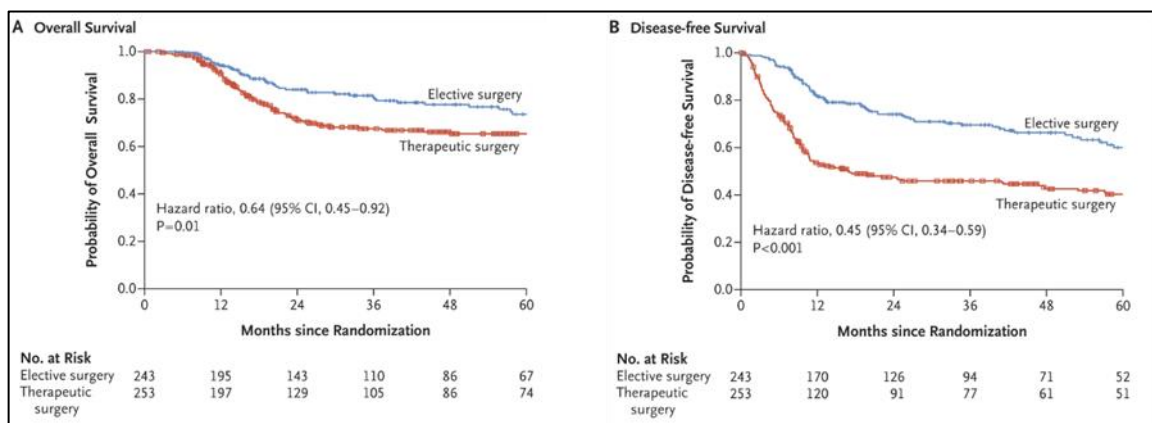 A Overall Survival
1.0
0.8
0.6
0.4
0.2
0.0
Probability of Overall Survival
Elective surgery
Therapeutic surgery
Hazard ratio, 0.64 (95% CI, 0.45–0.92)
P=0.01
0 12 24 36 48 60
Months since Randomization
No. at Risk
Elective surgery 243 195 143 110 86 67
Therapeutic 253 197 129 105 86 74
surgery
B Disease-free Survival
1.0
0.8
0.6
0.4
0.2
0.0
Probability of Disease-free Survival
Elective surgery
Therapeutic surgery
Hazard ratio, 0.45 (95% CI, 0.34–0.59)
P<0.001
0 12 24 36 48 60
Months since Randomization
No. at Risk
Elective surgery 243 170 126 94 71 52
Therapeutic 253 120 91 77 61 51
surgery